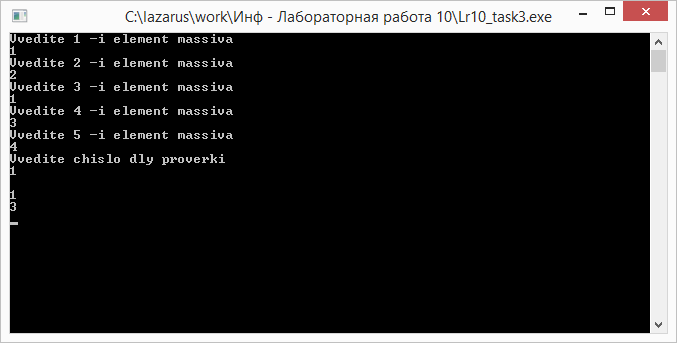 C:\lazarus\work\Инф - Лабораторная работа 10\Lr10_task3.exe
Vvedite 1 -i element massiva
1
Vvedite 2 -i element massiva
2
Vvedite 3 -i element massiva
1
Vvedite 4 -i element massiva
3
Vvedite 5 -i element massiva
4
Vvedite chislo dly proverki
1
1
3